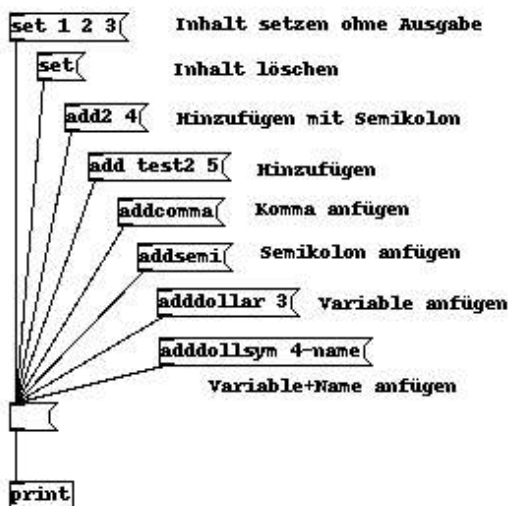 set 1 2 3 Inhalt setzen ohne Ausgabe
set Inhalt löschen
add2 4 Hinzufügen mit Semikolon
add test2 5 Hinzufügen
addcomma Komma anfügen
addsemi Semikolon anfügen
adddollar 3 Variable anfügen
adddollsym 4-name
Variable+Name anfügen
print